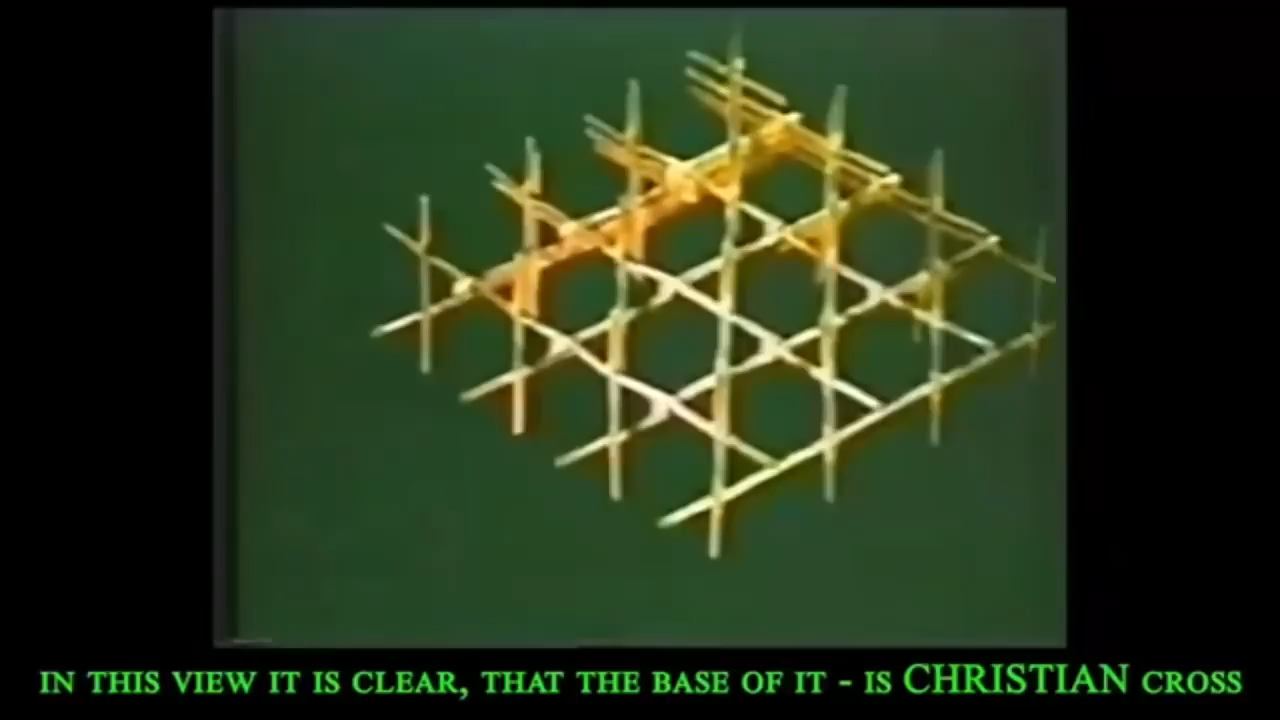 IN THIS VIEW IT IS CLEAR, THAT THE BASE OF IT - IS CHRISTIAN CROSS